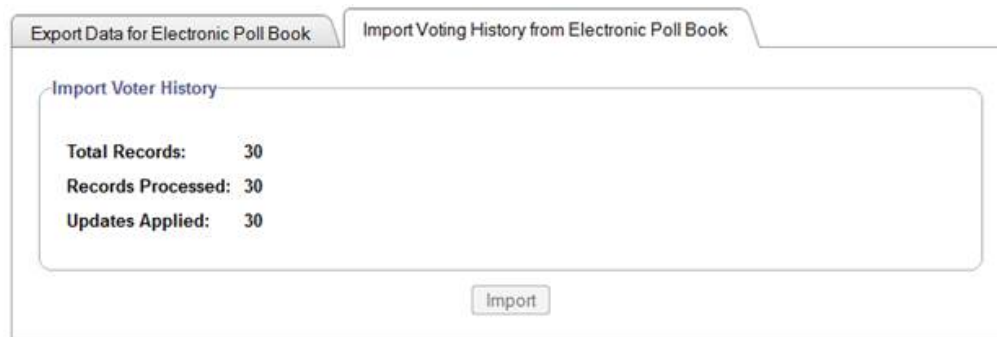 Export Data for Electronic Poll Book
Import Voting History from Electronic Poll Book
Import Voter History
Total Records: 30
Records Processed: 30
Updates Applied: 30
Import